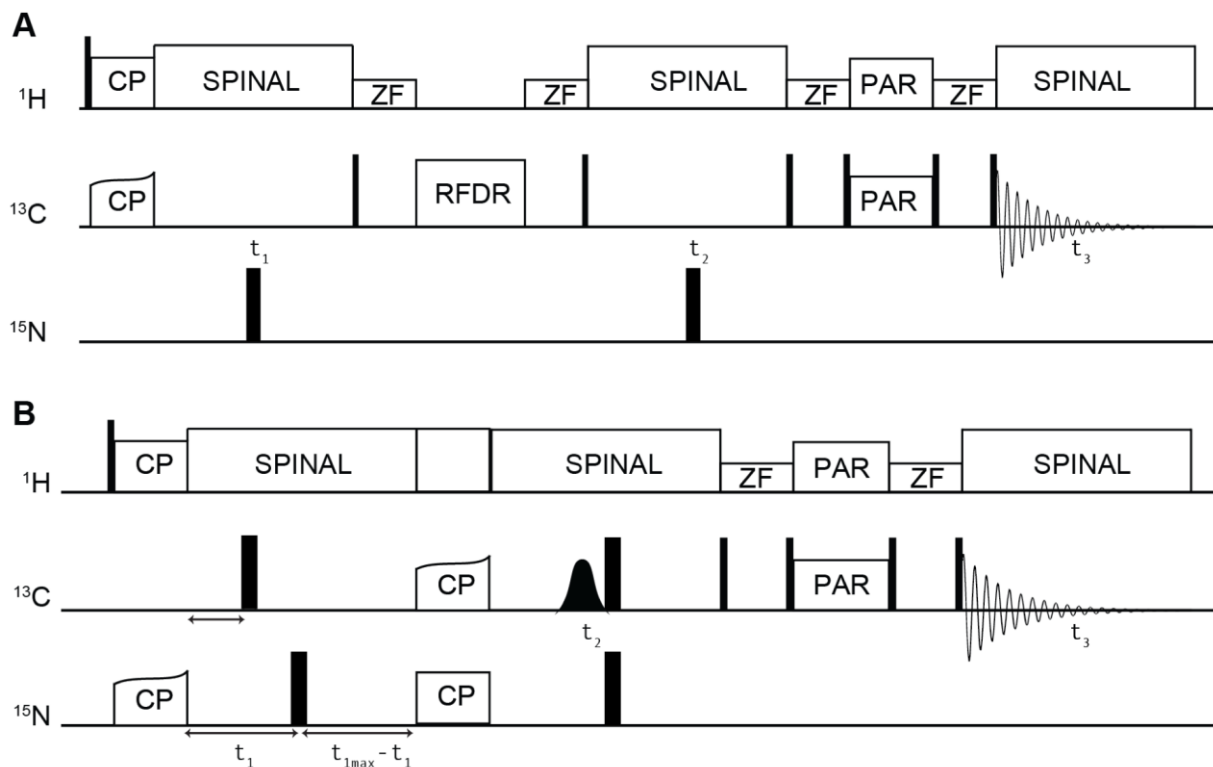 A
¹H CP SPINAL ZF ZF SPINAL ZF PAR ZF SPINAL
¹³C CP RFDR PAR
t₁ t₂ t₃
¹⁵N
B
¹H CP SPINAL SPINAL ZF PAR ZF SPINAL
¹³C CP PAR
t₂ t₃
¹⁵N CP CP
t₁ t₁ₘₐₓ - t₁